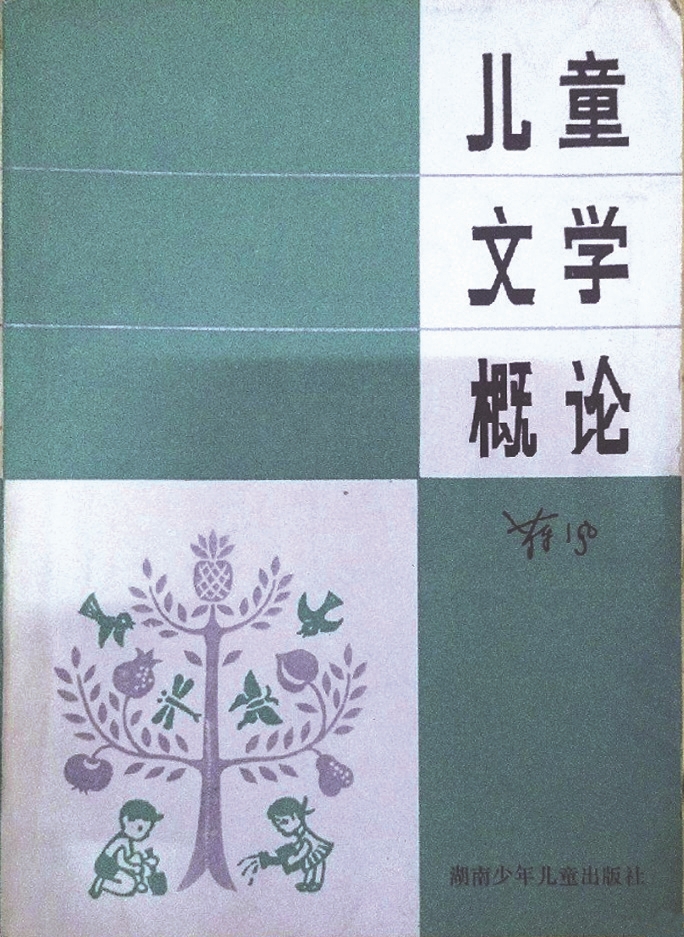 儿童
文学
概论
湖南少年儿童出版社